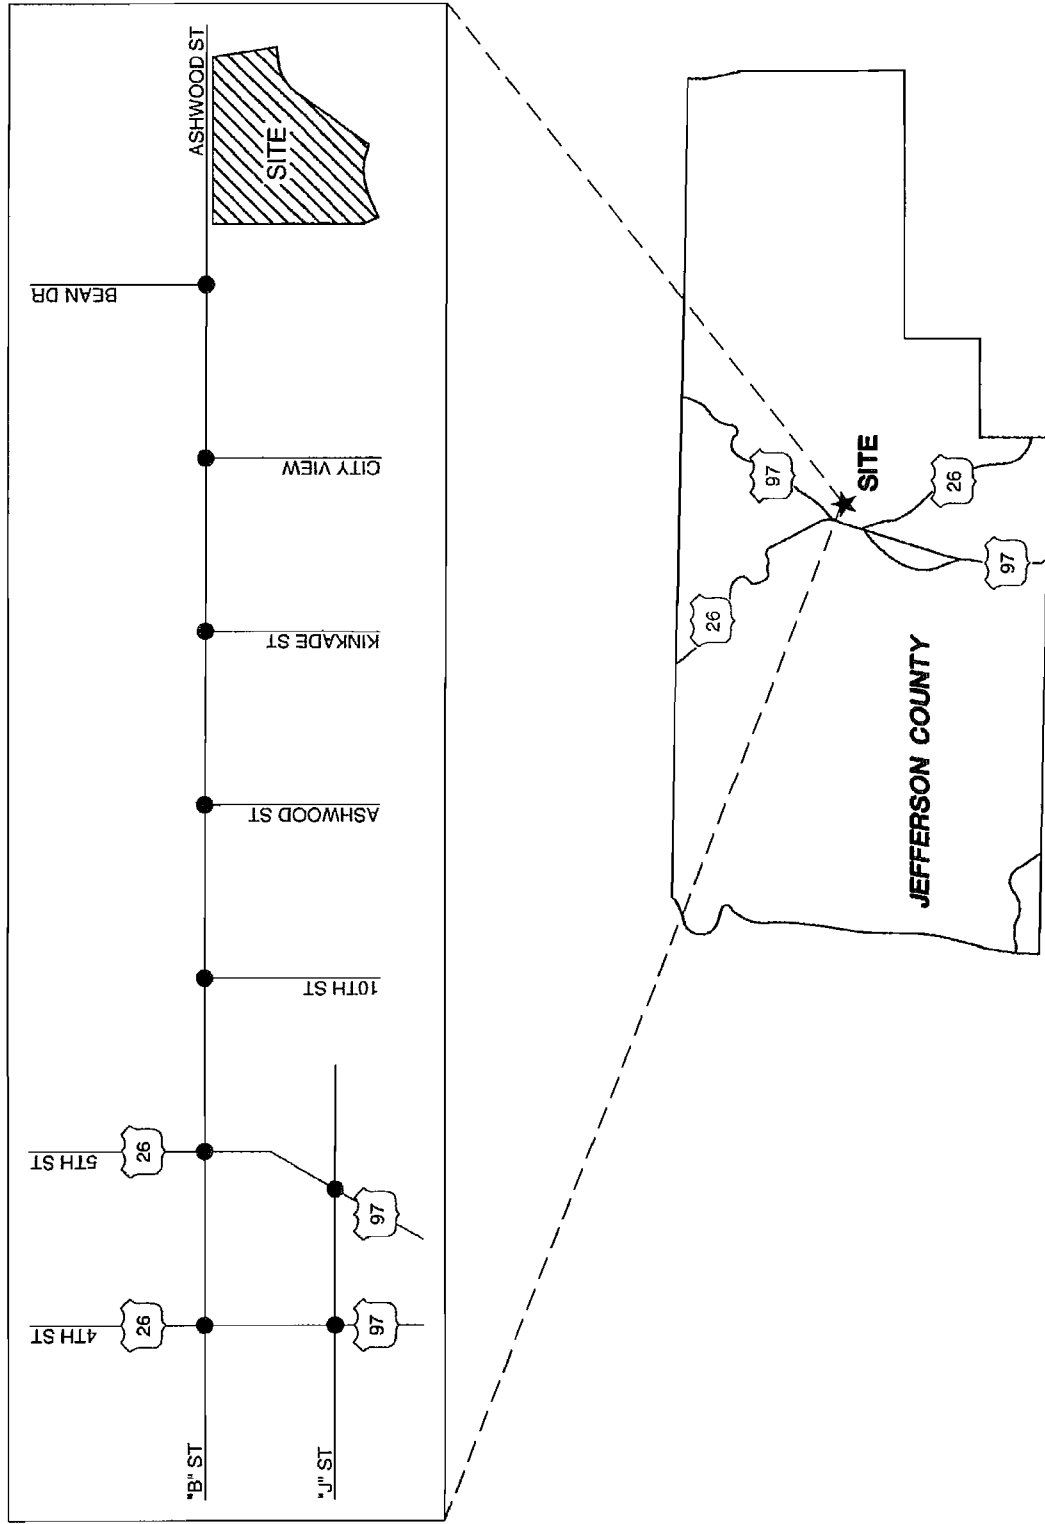 ASHWOOD ST
SITE
BEAN DR
CITY VIEW
KINKADE ST
ASHWOOD ST
10TH ST
5TH ST
26
97
4TH ST
26
97
"B" ST
"J" ST
97
SITE
26
26
97
JEFFERSON COUNTY